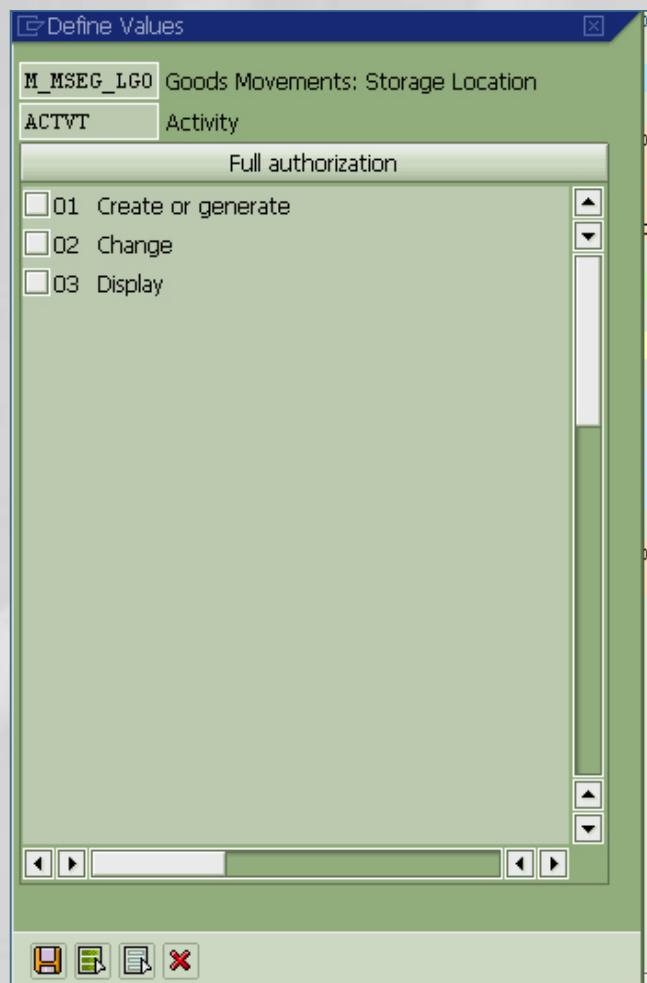 Define Values
M_MSEG_LGO Goods Movements: Storage Location
ACTVT Activity
Full authorization
01 Create or generate
02 Change
03 Display